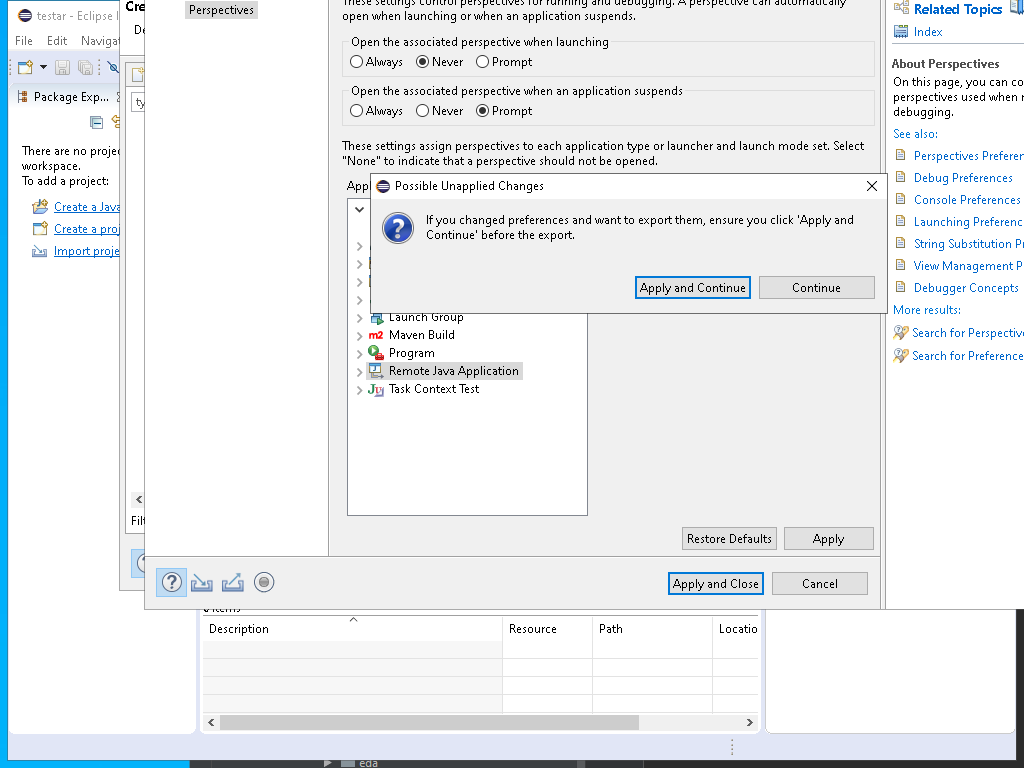 testar - Eclipse I
File Edit Navigat
Package Exp...
There are no proje
workspace.
To add a project:
Create a Java
Create a proj
Import proje
Cre
De
ty
Filt
Perspectives
These settings control perspectives for running and debugging. A perspective can automatically
open when launching or when an application suspends.
Open the associated perspective when launching
Always Never Prompt
Open the associated perspective when an application suspends
Always Never Prompt
These settings assign perspectives to each application type or launcher and launch mode set. Select
"None" to indicate that a perspective should not be opened.
Appl
Possible Unapplied Changes
If you changed preferences and want to export them, ensure you click 'Apply and
Continue' before the export.
Apply and Continue Continue
Launch Group
m2 Maven Build
Program
Remote Java Application
Ju Task Context Test
Restore Defaults Apply
Apply and Close Cancel
Related Topics
Index
About Perspectives
On this page, you can co
perspectives used when r
debugging.
See also:
Perspectives Preferen
Debug Preferences
Console Preferences
Launching Preferenc
String Substitution Pr
View Management P
Debugger Concepts
More results:
Search for Perspective
Search for Preference
items
Description Resource Path Locatio
eda